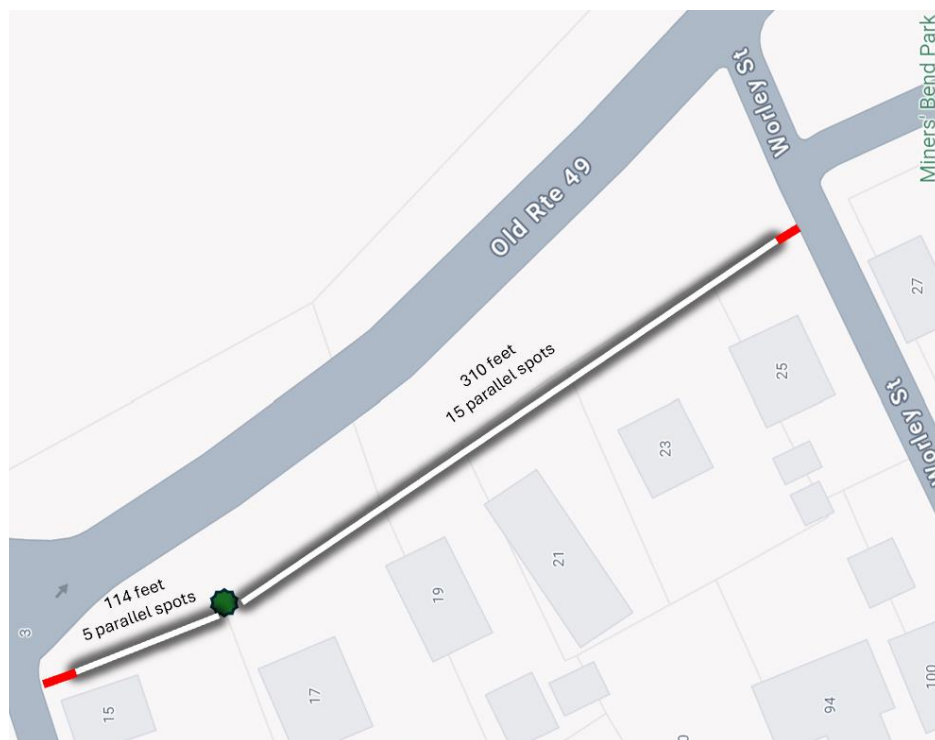 Miners' Bend Park
Worley St
Old Rte 49
27
310 feet
15 parallel spots
25
Worley St
23
21
114 feet
5 parallel spots
19
3
17
15
94
100